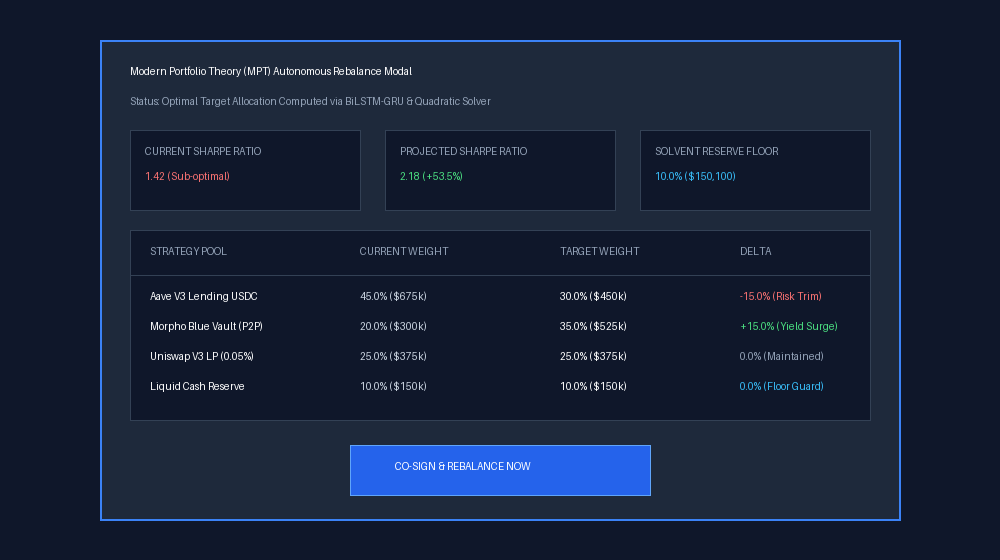 Modern Portfolio Theory (MPT) Autonomous Rebalance Modal
Status: Optimal Target Allocation Computed via BiLSTM-GRU & Quadratic Solver
CURRENT SHARPE RATIO PROJECTED SHARPE RATIO SOLVENT RESERVE FLOOR
1.42 (Sub-optimal) 2.18 (+53.5%) 10.0% ($150,100)
STRATEGY POOL CURRENT WEIGHT TARGET WEIGHT DELTA
Aave V3 Lending USDC 45.0% ($675k) 30.0% ($450k) -15.0% (Risk Trim)
Morpho Blue Vault (P2P) 20.0% ($300k) 35.0% ($525k) +15.0% (Yield Surge)
Uniswap V3 LP (0.05%) 25.0% ($375k) 25.0% ($375k) 0.0% (Maintained)
Liquid Cash Reserve 10.0% ($150k) 10.0% ($150k) 0.0% (Floor Guard)
CO-SIGN & REBALANCE NOW